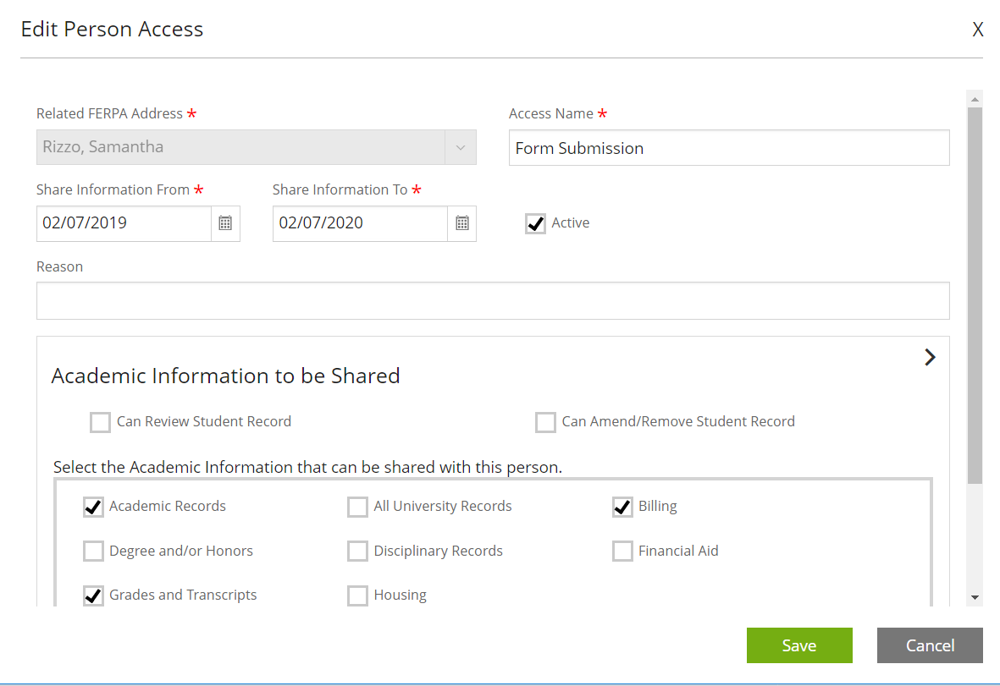 Edit Person Access X
Related FERPA Address * Access Name *
Rizzo, Samantha Form Submission
Share Information From * Share Information To *
02/07/2019 02/07/2020 Active
Reason
Academic Information to be Shared
Can Review Student Record Can Amend/Remove Student Record
Select the Academic Information that can be shared with this person.
Academic Records All University Records Billing
Degree and/or Honors Disciplinary Records Financial Aid
Grades and Transcripts Housing
Save Cancel